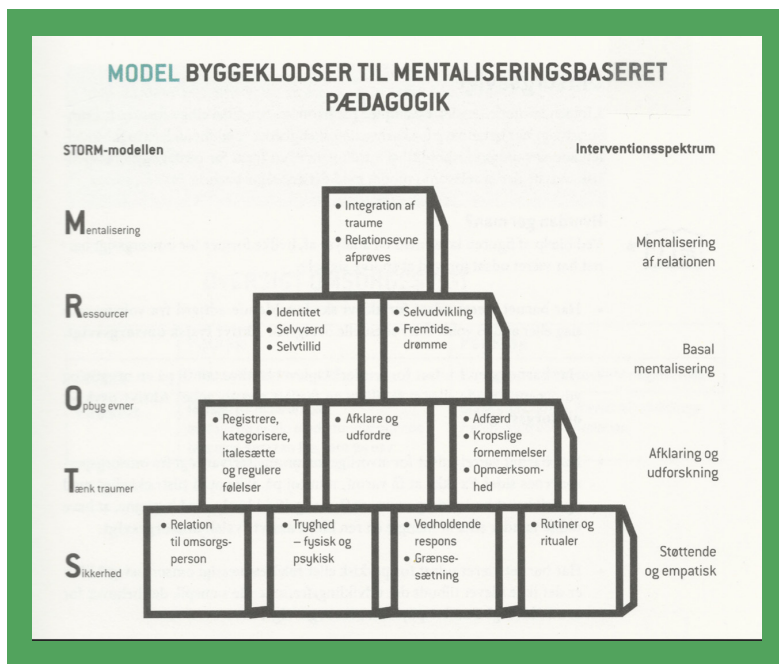 MODEL BYGGEKLODSER TIL MENTALISERINGSBASERET
PÆDAGOGIK
STORM-modellen
Interventionsspektrum
Mentalisering
Ressourcer
Opbyg evner
Tænk traumer
Sikkerhed
• Integration af
traume
• Relationsevne
afprøves
• Identitet
• Selvværd
• Selvtillid
• Selvudvikling
• Fremtids-
drømme
• Registrere,
kategorisere,
italesætte
og regulere
følelser
• Afklare og
udfordre
• Adfærd
• Kropslige
fornemmelser
• Opmærksom-
hed
• Relation
til omsorgs-
person
• Tryghed
– fysisk og
psykisk
• Vedholdende
respons
• Grænse-
sætning
• Rutiner og
ritualer
Mentalisering
af relationen
Basal
mentalisering
Afklaring og
udforskning
Støttende
og empatisk